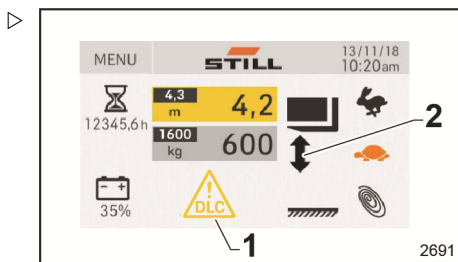 MENU STILL 13/11/18
10:20am
4,3 m 4,2
12345,6h
1600 kg 600
2
35%
DLC
1
2691